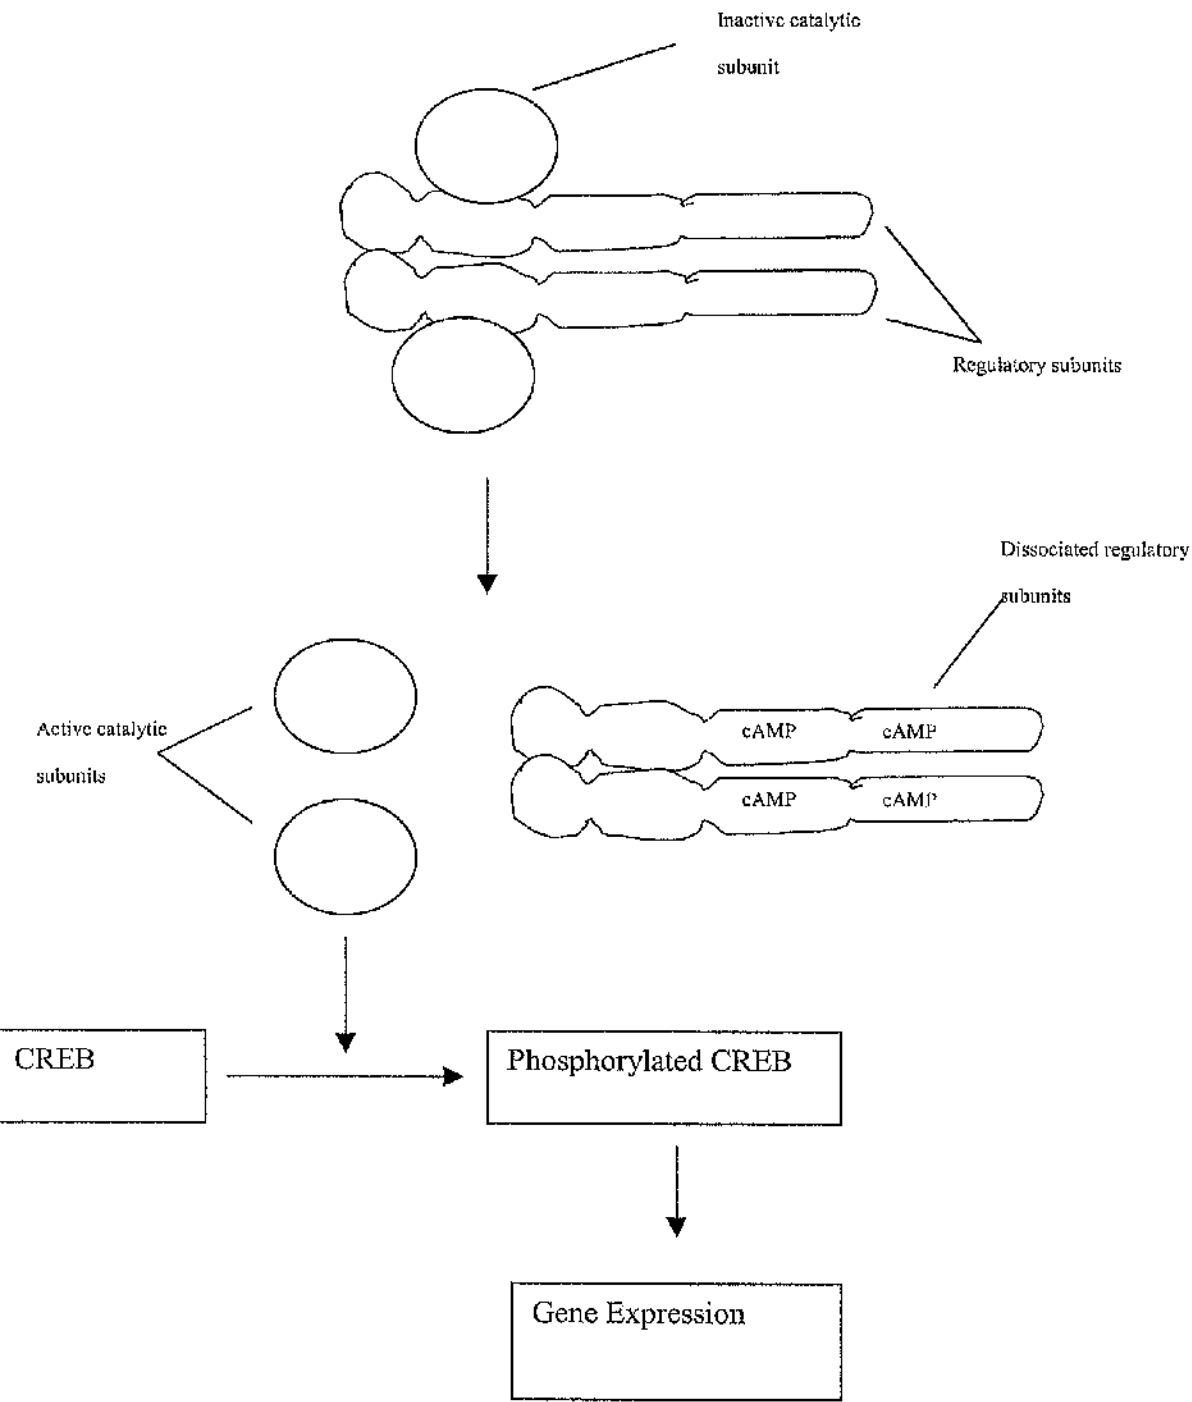 Inactive catalytic
subunit
Regulatory subunits
Dissociated regulatory
subunits
Active catalytic
subunits
cAMP cAMP
cAMP cAMP
CREB
Phosphorylated CREB
Gene Expression